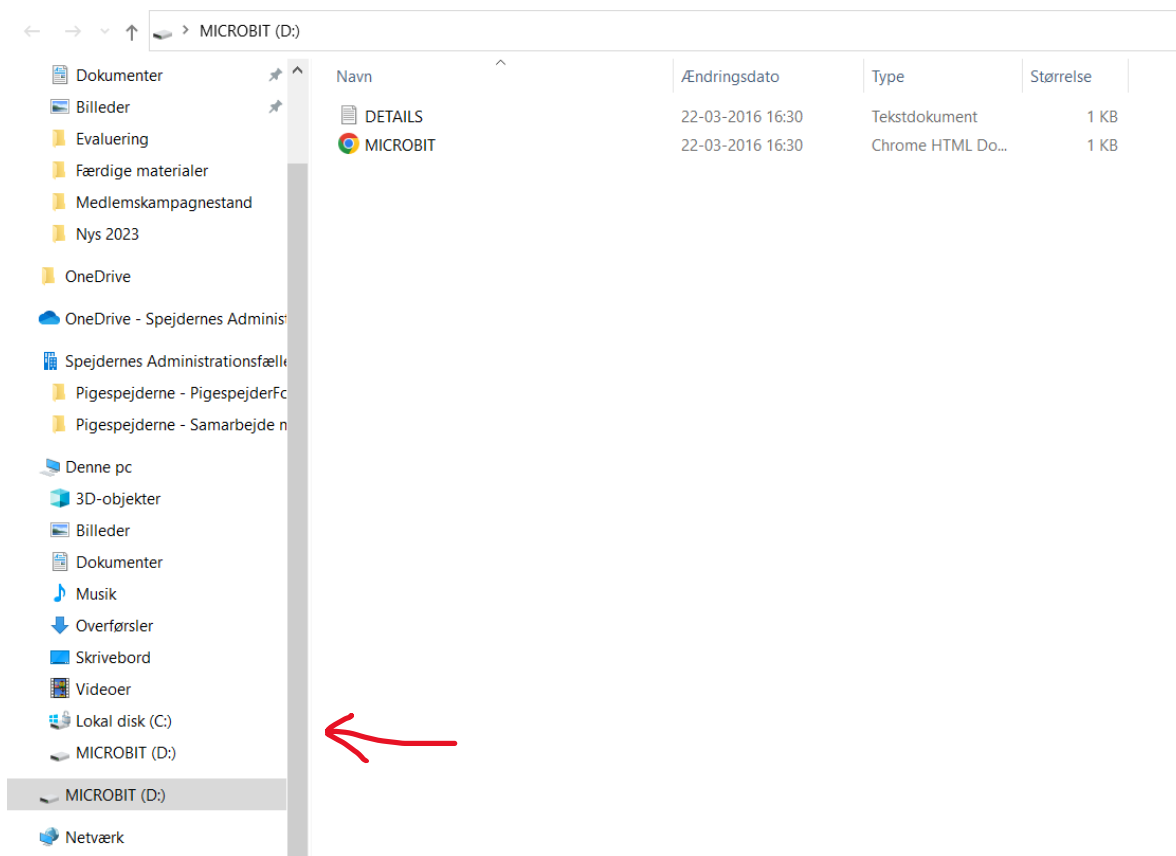 MICROBIT (D:)
Dokumenter
Billeder
Evaluering
Færdige materialer
Medlemskampagnestand
Nys 2023
OneDrive
OneDrive - Spejdernes Administ
Spejdernes Administrationsfælle
Pigespejderne - PigespejderFo
Pigespejderne - Samarbejde m
Denne pc
3D-objekter
Billeder
Dokumenter
Musik
Overførsler
Skrivebord
Videoer
Lokal disk (C:)
MICROBIT (D:)
MICROBIT (D:)
Netværk
Navn Ændringsdato Type Størrelse
DETAILS 22-03-2016 16:30 Tekstdokument 1 KB
MICROBIT 22-03-2016 16:30 Chrome HTML Do... 1 KB